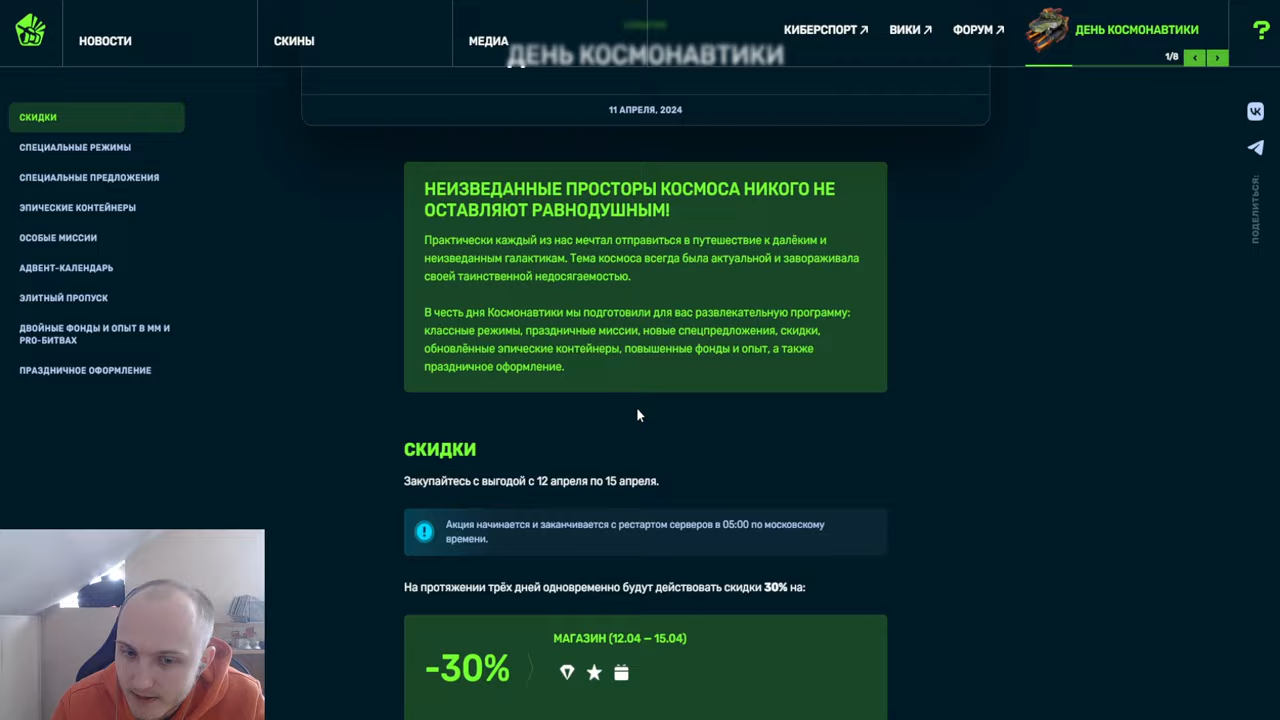 НОВОСТИ
СКИНЫ
МЕДИА
КИБЕРСПОРТ
ВИКИ
ФОРУМ
ДЕНЬ КОСМОНАВТИКИ
1/8
?
ДЕНЬ КОСМОНАВТИКИ
11 АПРЕЛЯ, 2024
СКИДКИ
СПЕЦИАЛЬНЫЕ РЕЖИМЫ
СПЕЦИАЛЬНЫЕ ПРЕДЛОЖЕНИЯ
ЭПИЧЕСКИЕ КОНТЕЙНЕРЫ
ОСОБЫЕ МИССИИ
АДВЕНТ-КАЛЕНДАРЬ
ЭЛИТНЫЙ ПРОПУСК
ДВОЙНЫЕ ФОНДЫ И ОПЫТ В ММ И
PRO-БИТВАХ
ПРАЗДНИЧНОЕ ОФОРМЛЕНИЕ
НЕИЗВЕДАННЫЕ ПРОСТОРЫ КОСМОСА НИКОГО НЕ
ОСТАВЛЯЮТ РАВНОДУШНЫМ!
Практически каждый из нас мечтал отправиться в путешествие к далёким и
неизведанным галактикам. Тема космоса всегда была актуальной и завораживала
своей таинственной недосягаемостью.
В честь дня Космонавтики мы подготовили для вас развлекательную программу:
классные режимы, праздничные миссии, новые спецпредложения, скидки,
обновлённые эпические контейнеры, повышенные фонды и опыт, а также
праздничное оформление.
СКИДКИ
Закупайтесь с выгодой с 12 апреля по 15 апреля.
Акция начинается и заканчивается с рестартом серверов в 05:00 по московскому
времени.
На протяжении трёх дней одновременно будут действовать скидки 30% на:
МАГАЗИН (12.04 — 15.04)
-30%
ПОДЕЛИТЬСЯ: